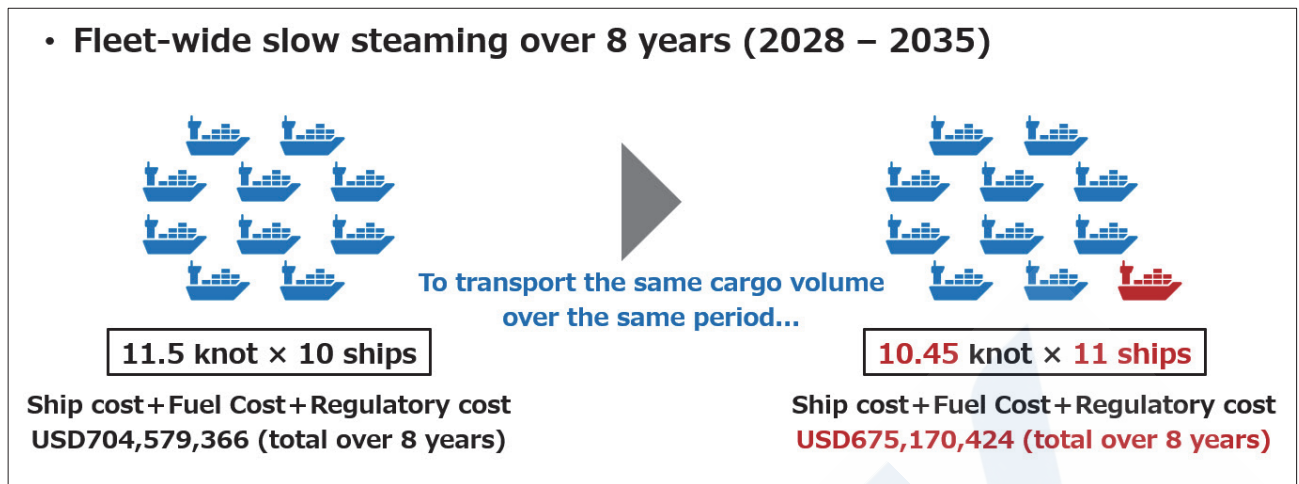 • Fleet-wide slow steaming over 8 years (2028 – 2035)
To transport the same cargo volume
over the same period...
11.5 knot × 10 ships
Ship cost+Fuel Cost+Regulatory cost
USD704,579,366 (total over 8 years)
10.45 knot × 11 ships
Ship cost+Fuel Cost+Regulatory cost
USD675,170,424 (total over 8 years)